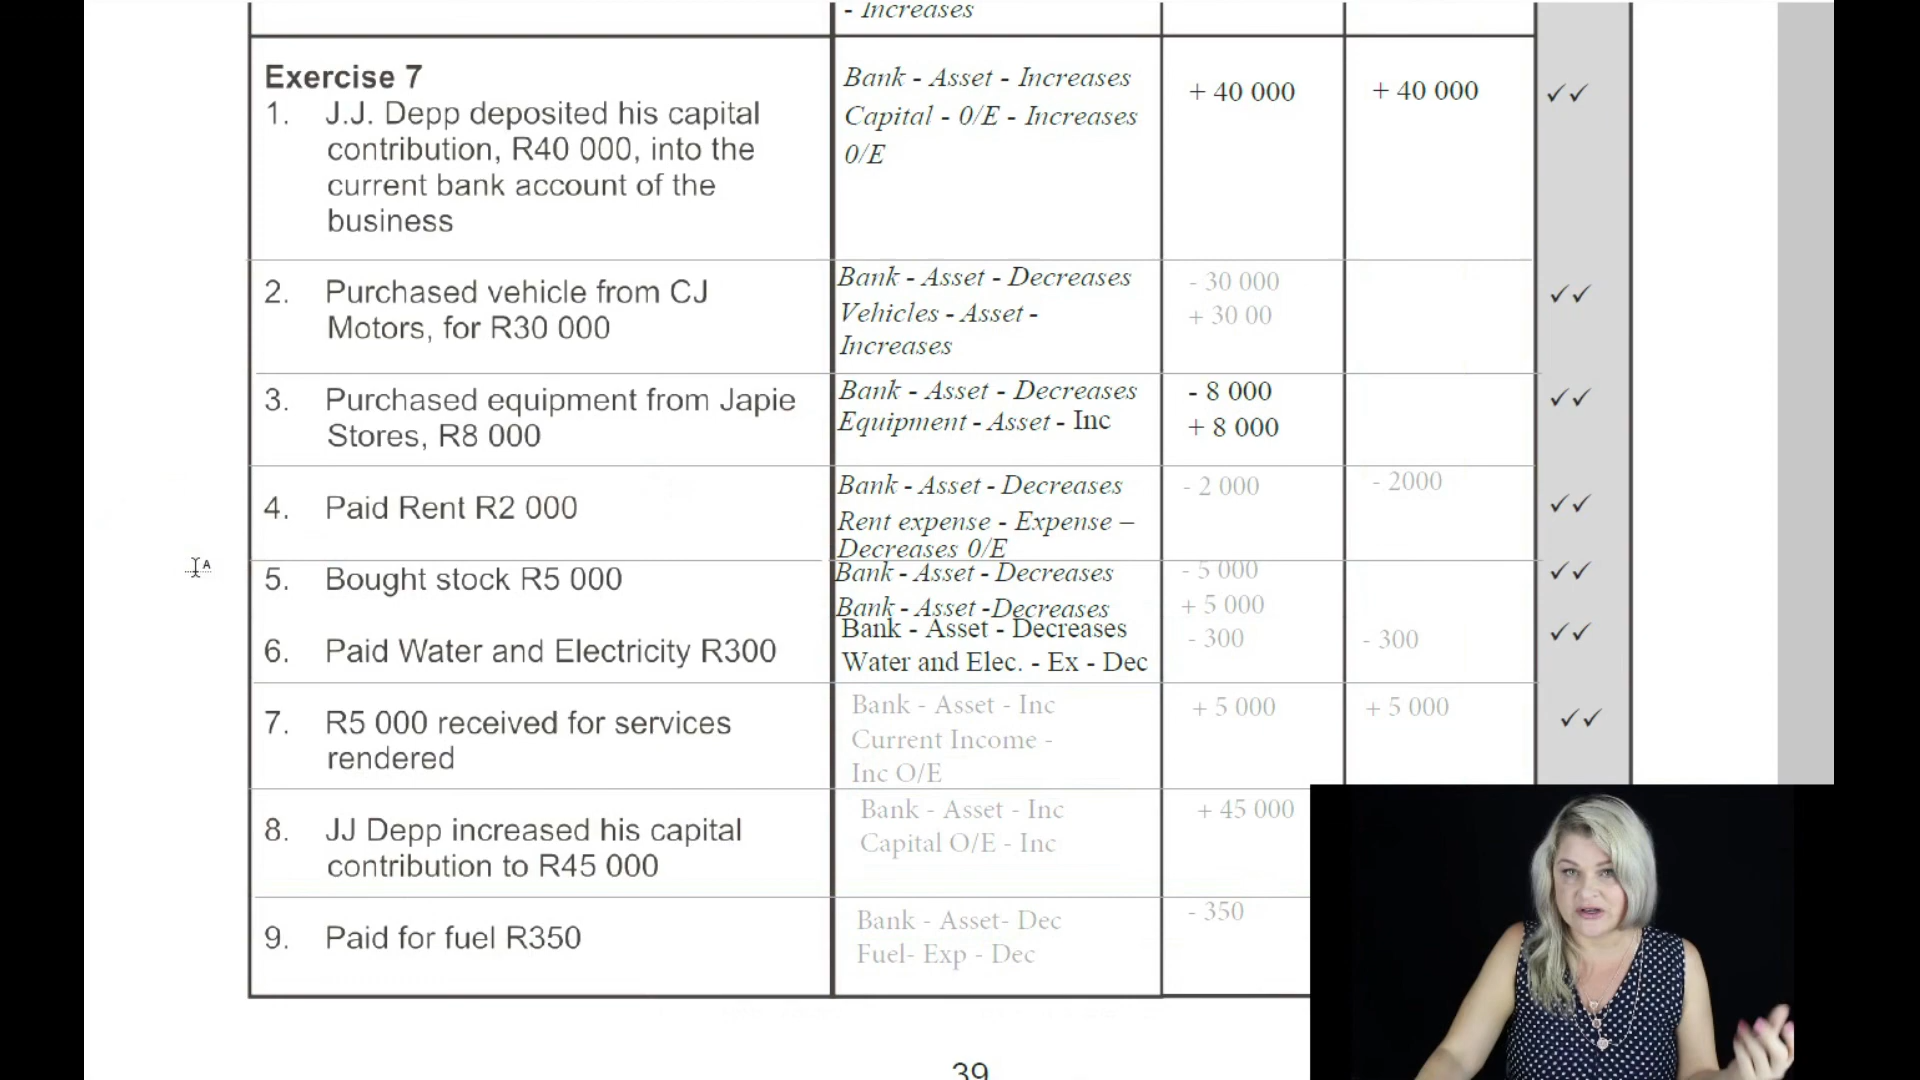 - Increases
Exercise 7
1. J.J. Depp deposited his capital
contribution, R40 000, into the
current bank account of the
business
Bank - Asset - Increases
Capital - 0/E - Increases
0/E
+ 40 000
+ 40 000
✓✓
2. Purchased vehicle from CJ
Motors, for R30 000
Bank - Asset - Decreases
Vehicles - Asset -
Increases
- 30 000
+ 30 00
✓✓
3. Purchased equipment from Japie
Stores, R8 000
Bank - Asset - Decreases
Equipment - Asset - Inc
- 8 000
+ 8 000
✓✓
4. Paid Rent R2 000
Bank - Asset - Decreases
Rent expense - Expense –
Decreases 0/E
- 2 000
- 2000
✓✓
5. Bought stock R5 000
Bank - Asset - Decreases
Bank - Asset -Decreases
- 5 000
+ 5 000
✓✓
6. Paid Water and Electricity R300
Bank - Asset - Decreases
Water and Elec. - Ex - Dec
- 300
- 300
✓✓
7. R5 000 received for services
rendered
Bank - Asset - Inc
Current Income -
Inc O/E
+ 5 000
+ 5 000
✓✓
8. JJ Depp increased his capital
contribution to R45 000
Bank - Asset - Inc
Capital O/E - Inc
+ 45 000
9. Paid for fuel R350
Bank - Asset- Dec
Fuel- Exp - Dec
- 350
39